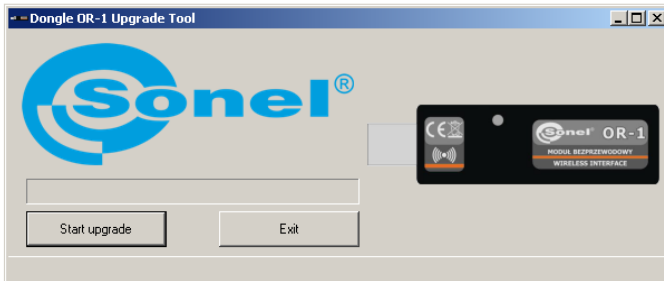 Dongle OR-1 Upgrade Tool
Sonel®
CE
Sonel® OR-1
MODUŁ BEZPRZEWODOWY
WIRELESS INTERFACE
Start upgrade
Exit